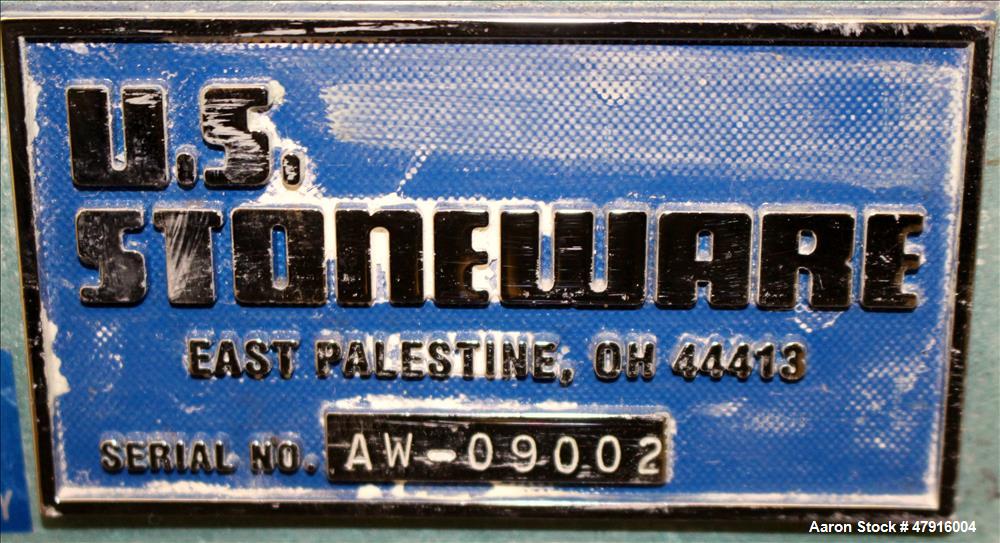 U.S.
STONEWARE
EAST PALESTINE, OH 44413
SERIAL NO. AW-09002
Y
Aaron Stock # 47916004